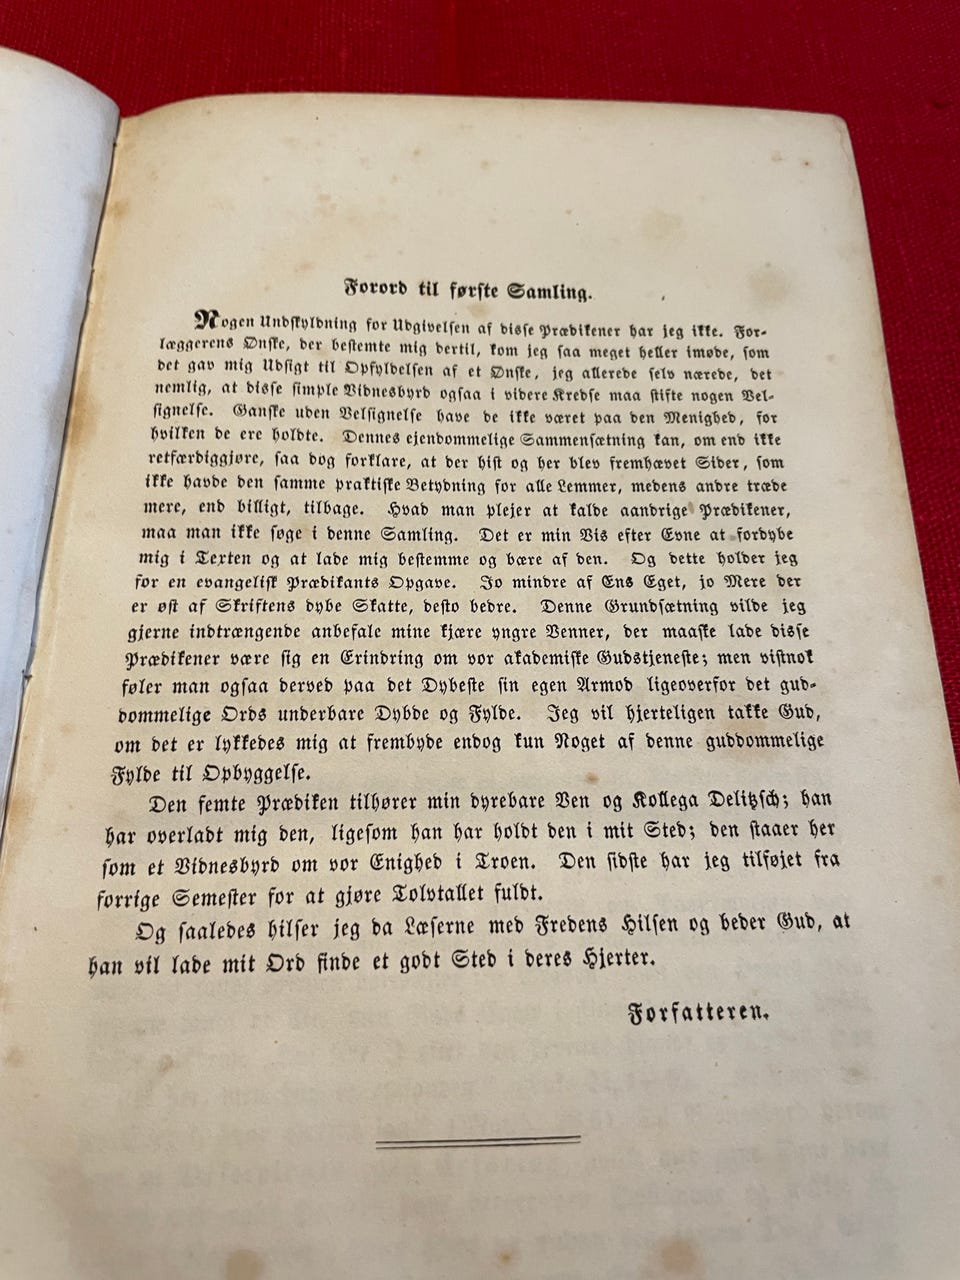 Forord til første Samling.
Nogen Undskyldning for Udgivelsen af disse Prædikener har jeg ikke. For-
læggerens Ønske, der bestemte mig dertil, kom jeg saa meget heller imøde, som
det gav mig Udsigt til Opfyldelsen af et Ønske, jeg allerede selv nærede, det
nemlig, at disse simple Vidnesbyrd ogsaa i videre Kredse maa stifte nogen Vel-
signelse. Ganske uden Velsignelse have de ikke været paa den Menighed, for
hvilken de ere holdte. Dennes ejendommelige Sammensætning kan, om end ikke
retfærdiggjøre, saa dog forklare, at der hist og her blev fremhævet Sider, som
ikke havde den samme praktiske Betydning for alle Lemmer, medens andre træde
mere, end billigt, tilbage. Hvad man plejer at kalde aandrige Prædikener,
maa man ikke søge i denne Samling. Det er min Vis efter Evne at fordybe
mig i Texten og at lade mig bestemme og bære af den. Og dette holder jeg
for en evangelisk Prædikants Opgave. Jo mindre af Ens Eget, jo Mere der
er øst af Skriftens dybe Skatte, desto bedre. Denne Grundsætning vilde jeg
gjerne indtrængende anbefale mine kjære yngre Venner, der maaske lade disse
Prædikener være sig en Erindring om vor akademiske Gudstjeneste; men vistnok
føler man ogsaa derved paa det Dybeste sin egen Armod ligeoverfor det gud-
dommelige Ords underbare Dybde og Fylde. Jeg vil hjerteligen takke Gud,
om det er lykkedes mig at frembyde endog kun Noget af denne guddommelige
Fylde til Opbyggelse.
Den femte Prædiken tilhører min dyrebare Ven og Kollega Delitzsch; han
har overladt mig den, ligesom han har holdt den i mit Sted; den staaer her
som et Vidnesbyrd om vor Enighed i Troen. Den sidste har jeg tilføjet fra
forrige Semester for at gjøre Tolvtallet fuldt.
Og saaledes hilser jeg da Læserne med Fredens Hilsen og beder Gud, at
han vil lade mit Ord finde et godt Sted i deres Hjerter.
Forfatteren.